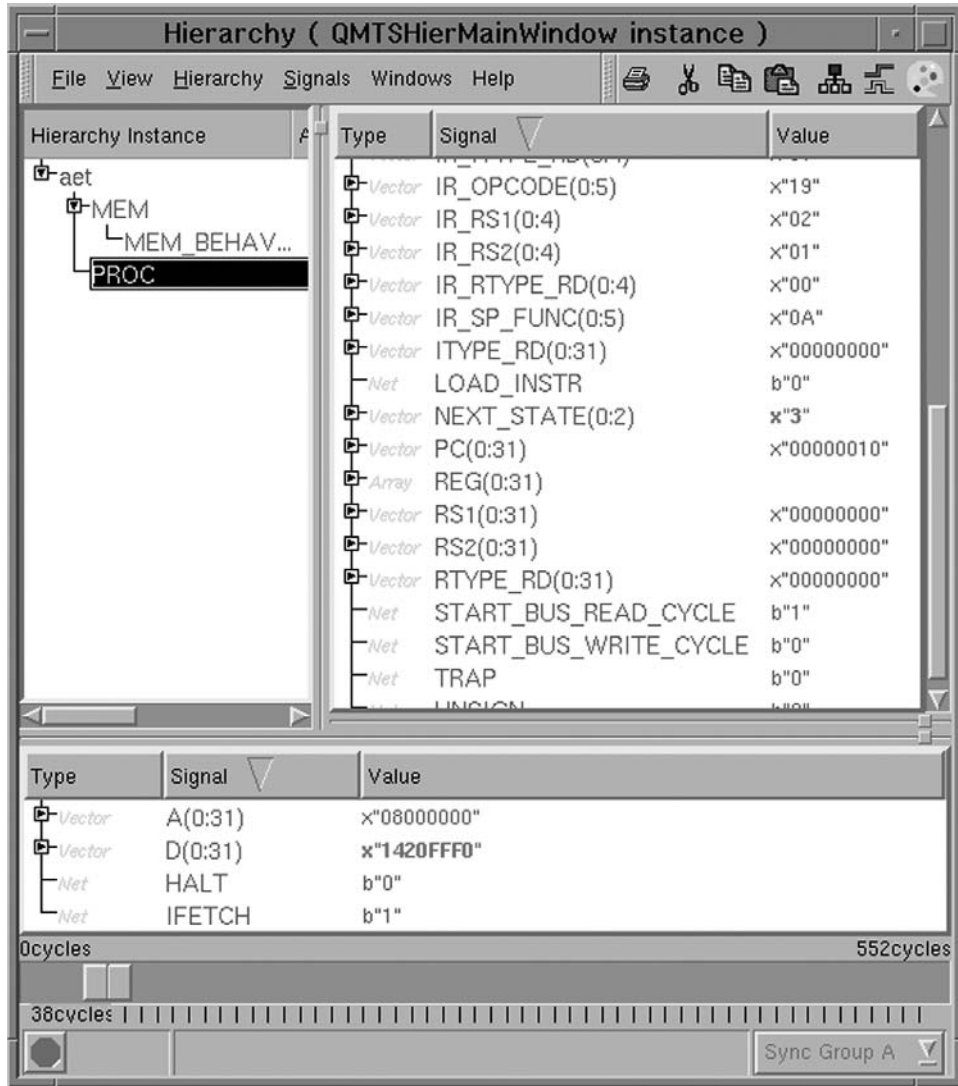 Hierarchy ( QMTSHierMainWindow instance )
File View Hierarchy Signals Windows Help
Hierarchy Instance
aet
MEM
MEM_BEHAV...
PROC
Type Signal Value
Vector IR_OPCODE(0:5) x"19"
Vector IR_RS1(0:4) x"02"
Vector IR_RS2(0:4) x"01"
Vector IR_RTYPE_RD(0:4) x"00"
Vector IR_SP_FUNC(0:5) x"0A"
Vector ITYPE_RD(0:31) x"00000000"
Net LOAD_INSTR b"0"
Vector NEXT_STATE(0:2) x"3"
Vector PC(0:31) x"00000010"
Array REG(0:31)
Vector RS1(0:31) x"00000000"
Vector RS2(0:31) x"00000000"
Vector RTYPE_RD(0:31) x"00000000"
Net START_BUS_READ_CYCLE b"1"
Net START_BUS_WRITE_CYCLE b"0"
Net TRAP b"0"
Type Signal Value
Vector A(0:31) x"08000000"
Vector D(0:31) x"1420FFF0"
Net HALT b"0"
Net IFETCH b"1"
0cycles 552cycles
38cycles
Sync Group A